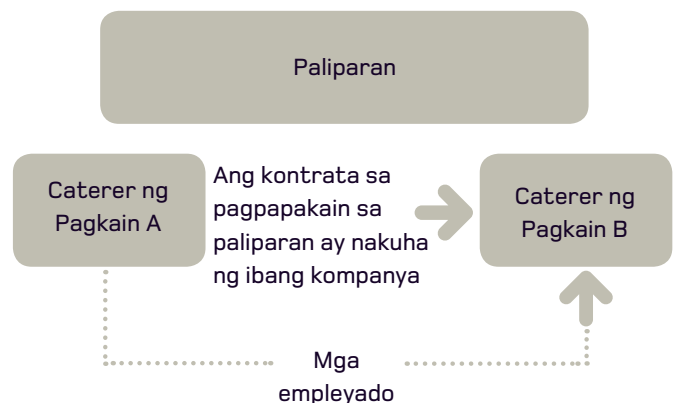 Paliparan
Caterer ng
Pagkain A
Ang kontrata sa
pagpapakain sa
paliparan ay nakuha
ng ibang kompanya
Caterer ng
Pagkain B
Mga
empleyado